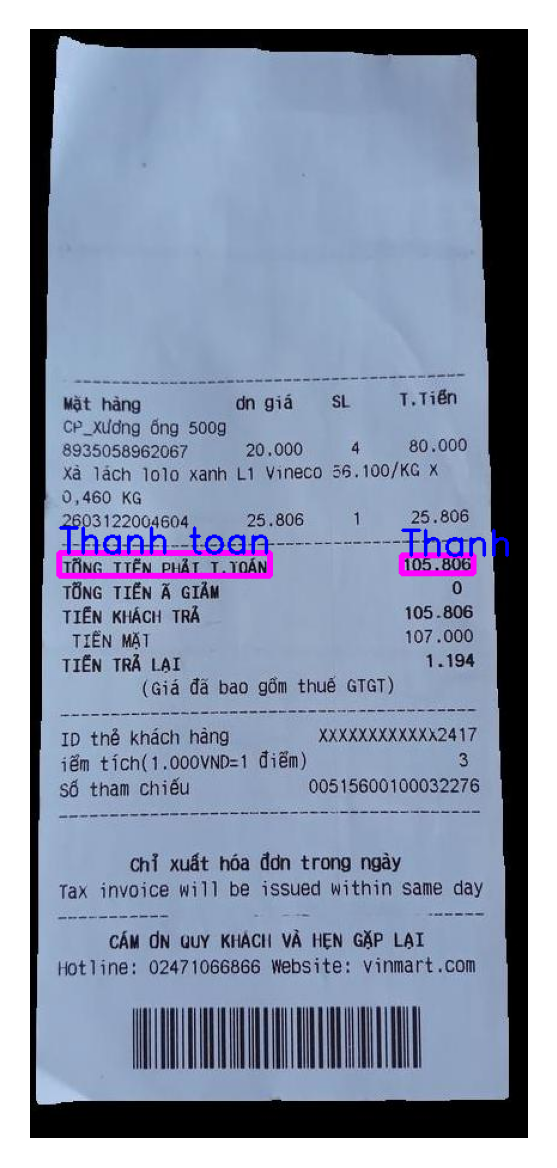 Mặt hàng đn giá SL T.Tiền
CP_Xương ống 500g
8935058962067 20.000 4 80.000
Xà lách lolo xanh L1 Vineco 56.100/KG X
0,460 KG
2603122004604 25.806 1 25.806
Thanh toan Thanh
TỔNG TIỀN PHẢI T.TOÁN 105.806
TỔNG TIỀN Ã GIẢM 0
TIỀN KHÁCH TRẢ 105.806
TIỀN MẶT 107.000
TIỀN TRẢ LẠI 1.194
(Giá đã bao gồm thuế GTGT)
ID thẻ khách hàng XXXXXXXXXXXX2417
iểm tích(1.000VND=1 điểm) 3
Số tham chiếu 00515600100032276
Chỉ xuất hóa đơn trong ngày
Tax invoice will be issued within same day
CÁM ƠN QUY KHÁCH VÀ HẸN GẶP LẠI
Hotline: 02471066866 Website: vinmart.com